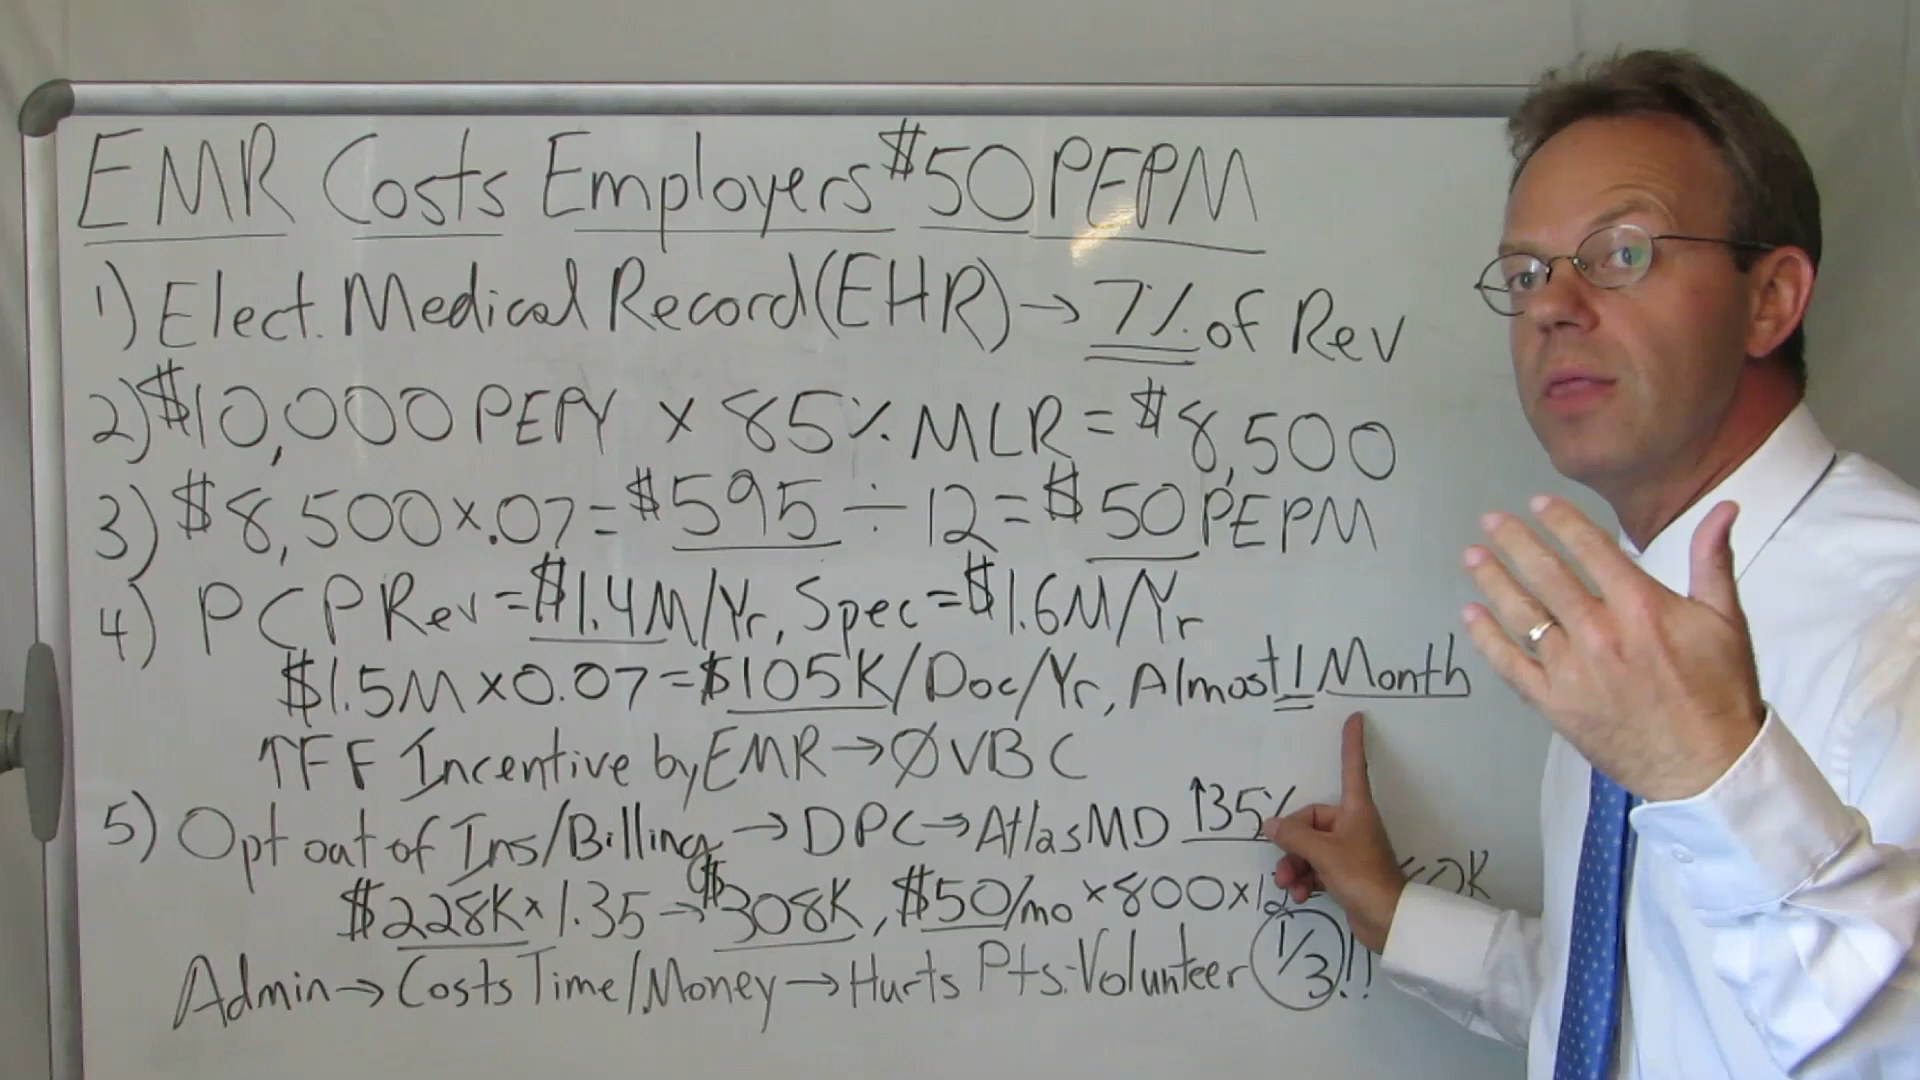 EMR Costs Employers $50 PEPM
1) Elect. Medical Record (EHR) → 7% of Rev
2) $10,000 PEPY x 85% MLR = $8,500
3) $8,500 x .07 = $595 ÷ 12 = $50 PEPM
4) PCP Rev = $1.4M/Yr, Spec = $1.6M/Yr
$1.5M x 0.07 = $105K/Doc/Yr, Almost 1 Month
↑FF Incentive by EMR → ØVBC
5) Opt out of Ins/Billing → DPC → AtlasMD ↑35%
$228K x 1.35 → $308K, $50/mo x 800 x 12
Admin → Costs Time/Money → Hurts Pts. Volunteer 1/3!!